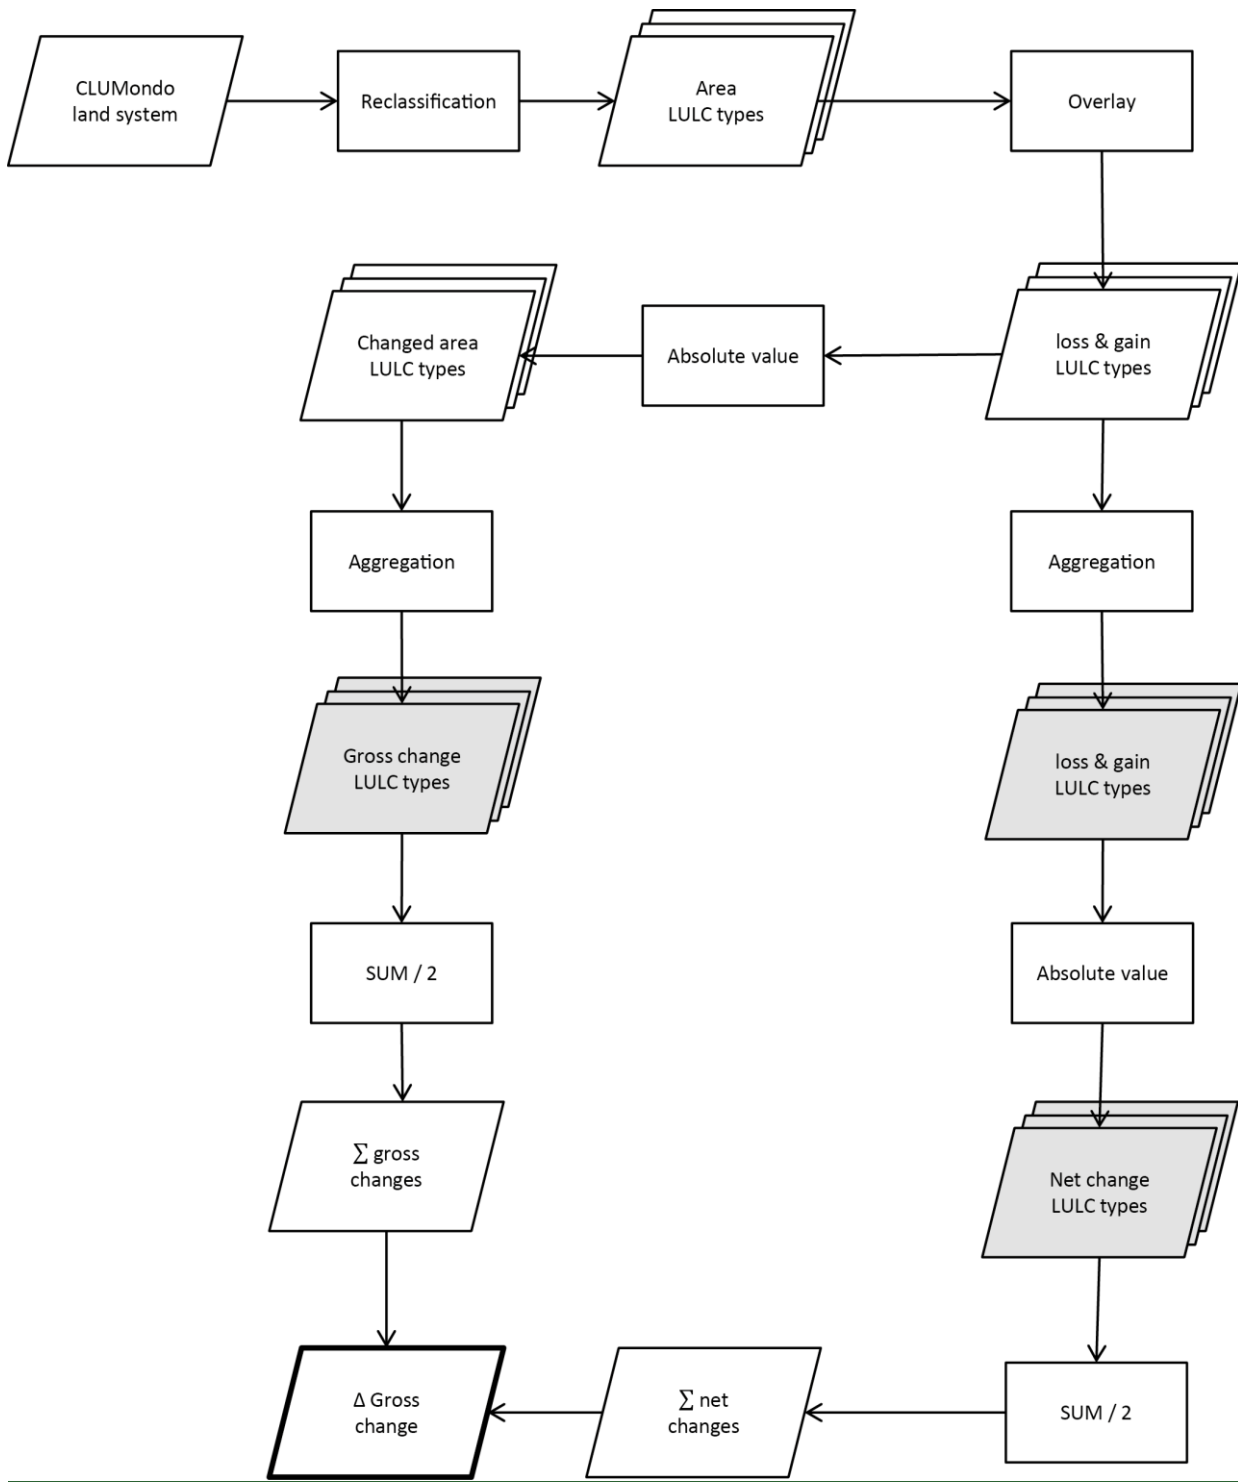 CLUMondo
land system
Reclassification
Area
LULC types
Overlay
Changed area
LULC types
Absolute value
loss & gain
LULC types
Aggregation
Aggregation
Gross change
LULC types
loss & gain
LULC types
SUM / 2
Absolute value
∑ gross
changes
Net change
LULC types
Δ Gross
change
∑ net
changes
SUM / 2